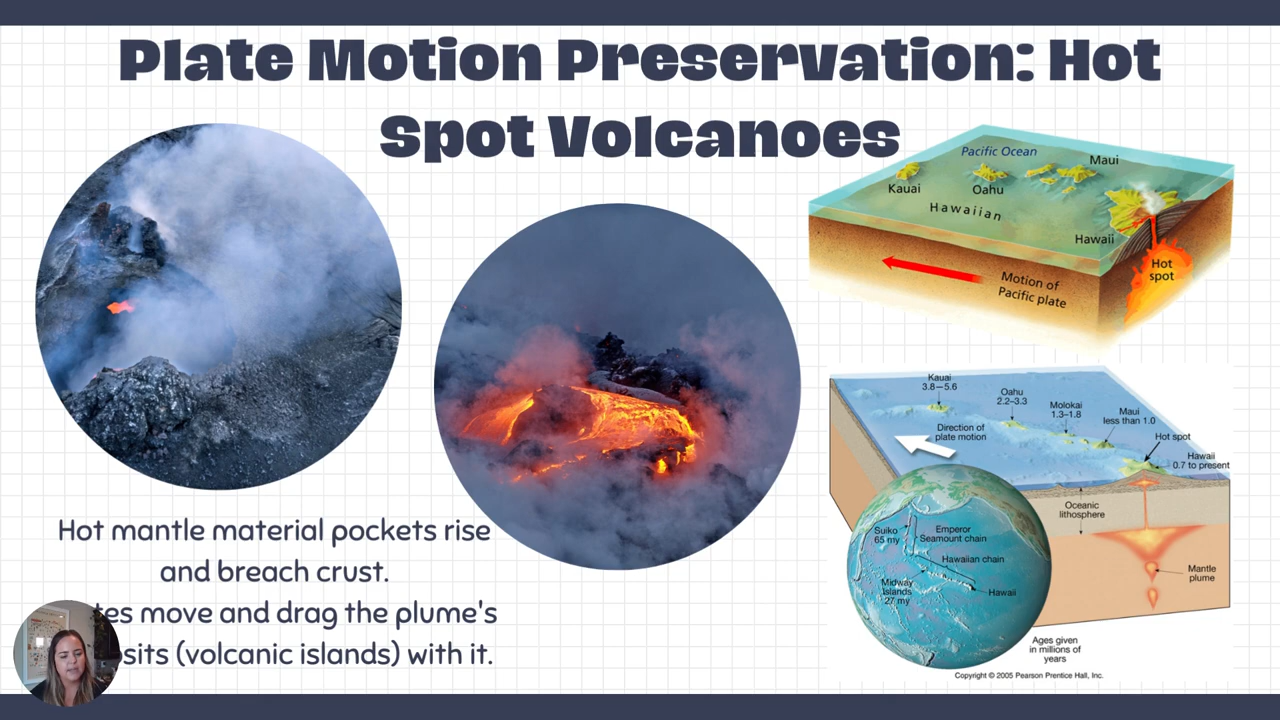 Plate Motion Preservation: Hot
Spot Volcanoes
Pacific Ocean
Maui
Kauai
Oahu
Hawaiian
Hawaii
Hot
spot
Motion of
Pacific plate
Kauai
3.8–5.6
Oahu
2.2–3.3
Molokai
1.3–1.8
Maui
less than 1.0
Direction of
plate motion
Hot spot
Hawaii
0.7 to present
Oceanic
lithosphere
Suiko
65 my
Emperor
Seamount chain
Hawaiian chain
Midway
Islands
27 my
Hawaii
Mantle
plume
Ages given
in millions of
years
Copyright © 2005 Pearson Prentice Hall, Inc.
Hot mantle material pockets rise
and breach crust.
tes move and drag the plume's
sits (volcanic islands) with it.